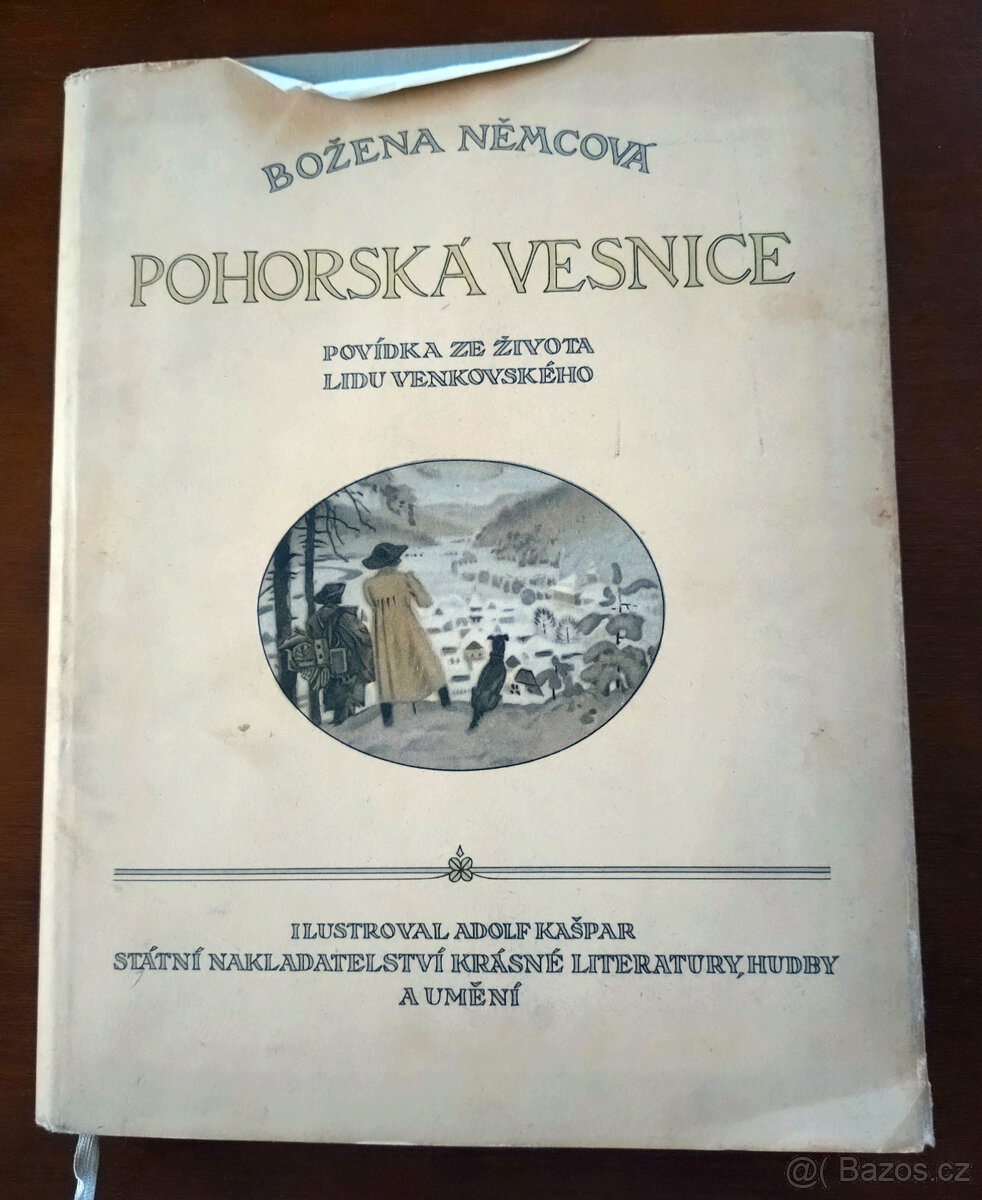 BOŽENA NĚMCOVÁ
POHORSKÁ VESNICE
POVÍDKA ZE ŽIVOTA
LIDU VENKOVSKÉHO
ILUSTROVAL ADOLF KAŠPAR
STÁTNÍ NAKLADATELSTVÍ KRÁSNÉ LITERATURY, HUDBY
A UMĚNÍ
@( Bazos.cz